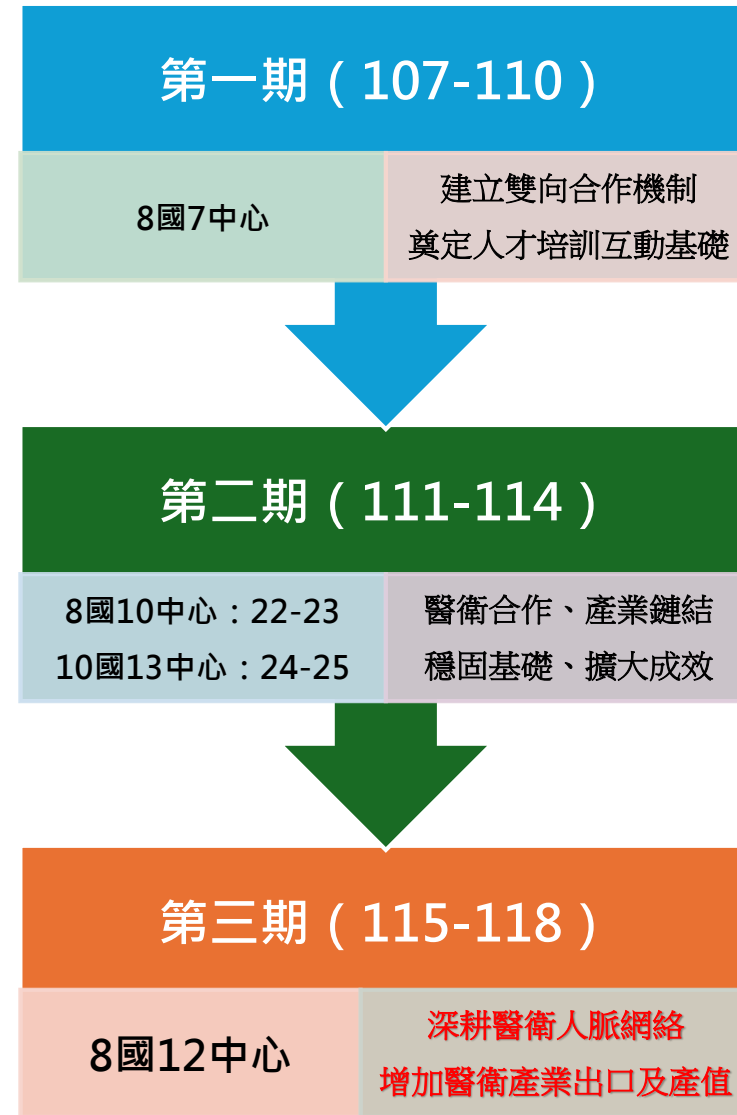 第一期（107-110）
8國7中心
建立雙向合作機制
奠定人才培訓互動基礎
第二期（111-114）
8國10中心：22-23
10國13中心：24-25
醫衛合作、產業鏈結
穩固基礎、擴大成效
第三期（115-118）
8國12中心
深耕醫衛人脈網絡
增加醫衛產業出口及產值